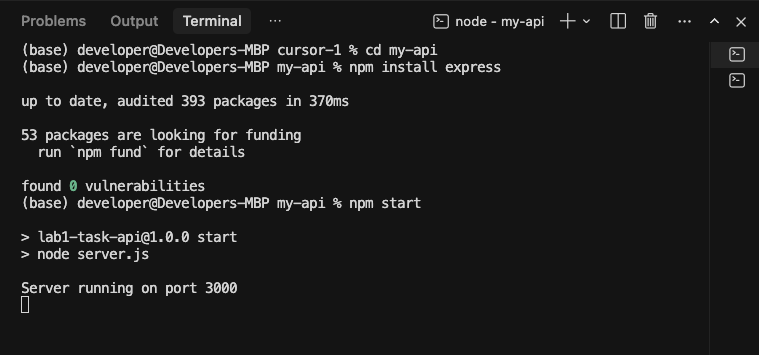 Problems Output Terminal ··· node - my-api
(base) developer@Developers-MBP cursor-1 % cd my-api
(base) developer@Developers-MBP my-api % npm install express
up to date, audited 393 packages in 370ms
53 packages are looking for funding
run `npm fund` for details
found 0 vulnerabilities
(base) developer@Developers-MBP my-api % npm start
> lab1-task-api@1.0.0 start
> node server.js
Server running on port 3000